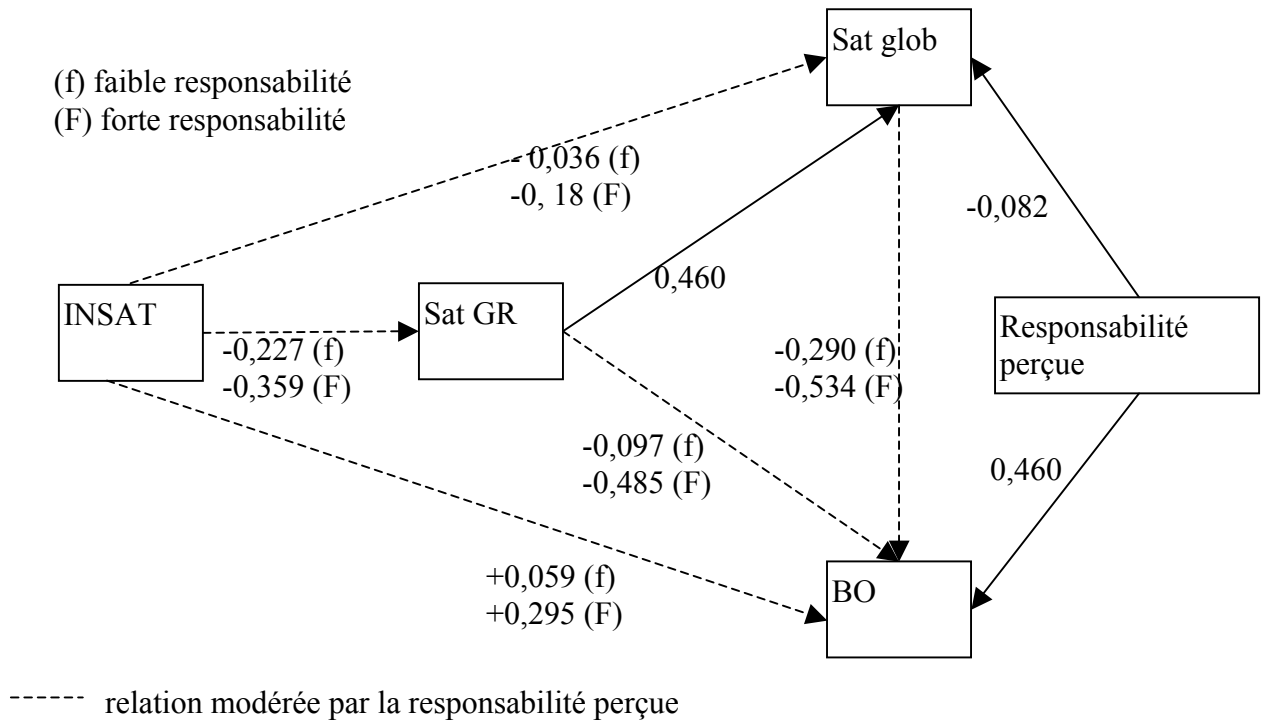 Sat glob
(f) faible responsabilité
(F) forte responsabilité
- 0,036 (f)
-0, 18 (F)
-0,082
0,460
INSAT
Sat GR
Responsabilité
perçue
-0,227 (f)
-0,359 (F)
-0,290 (f)
-0,534 (F)
-0,097 (f)
-0,485 (F)
0,460
+0,059 (f)
+0,295 (F)
BO
relation modérée par la responsabilité perçue